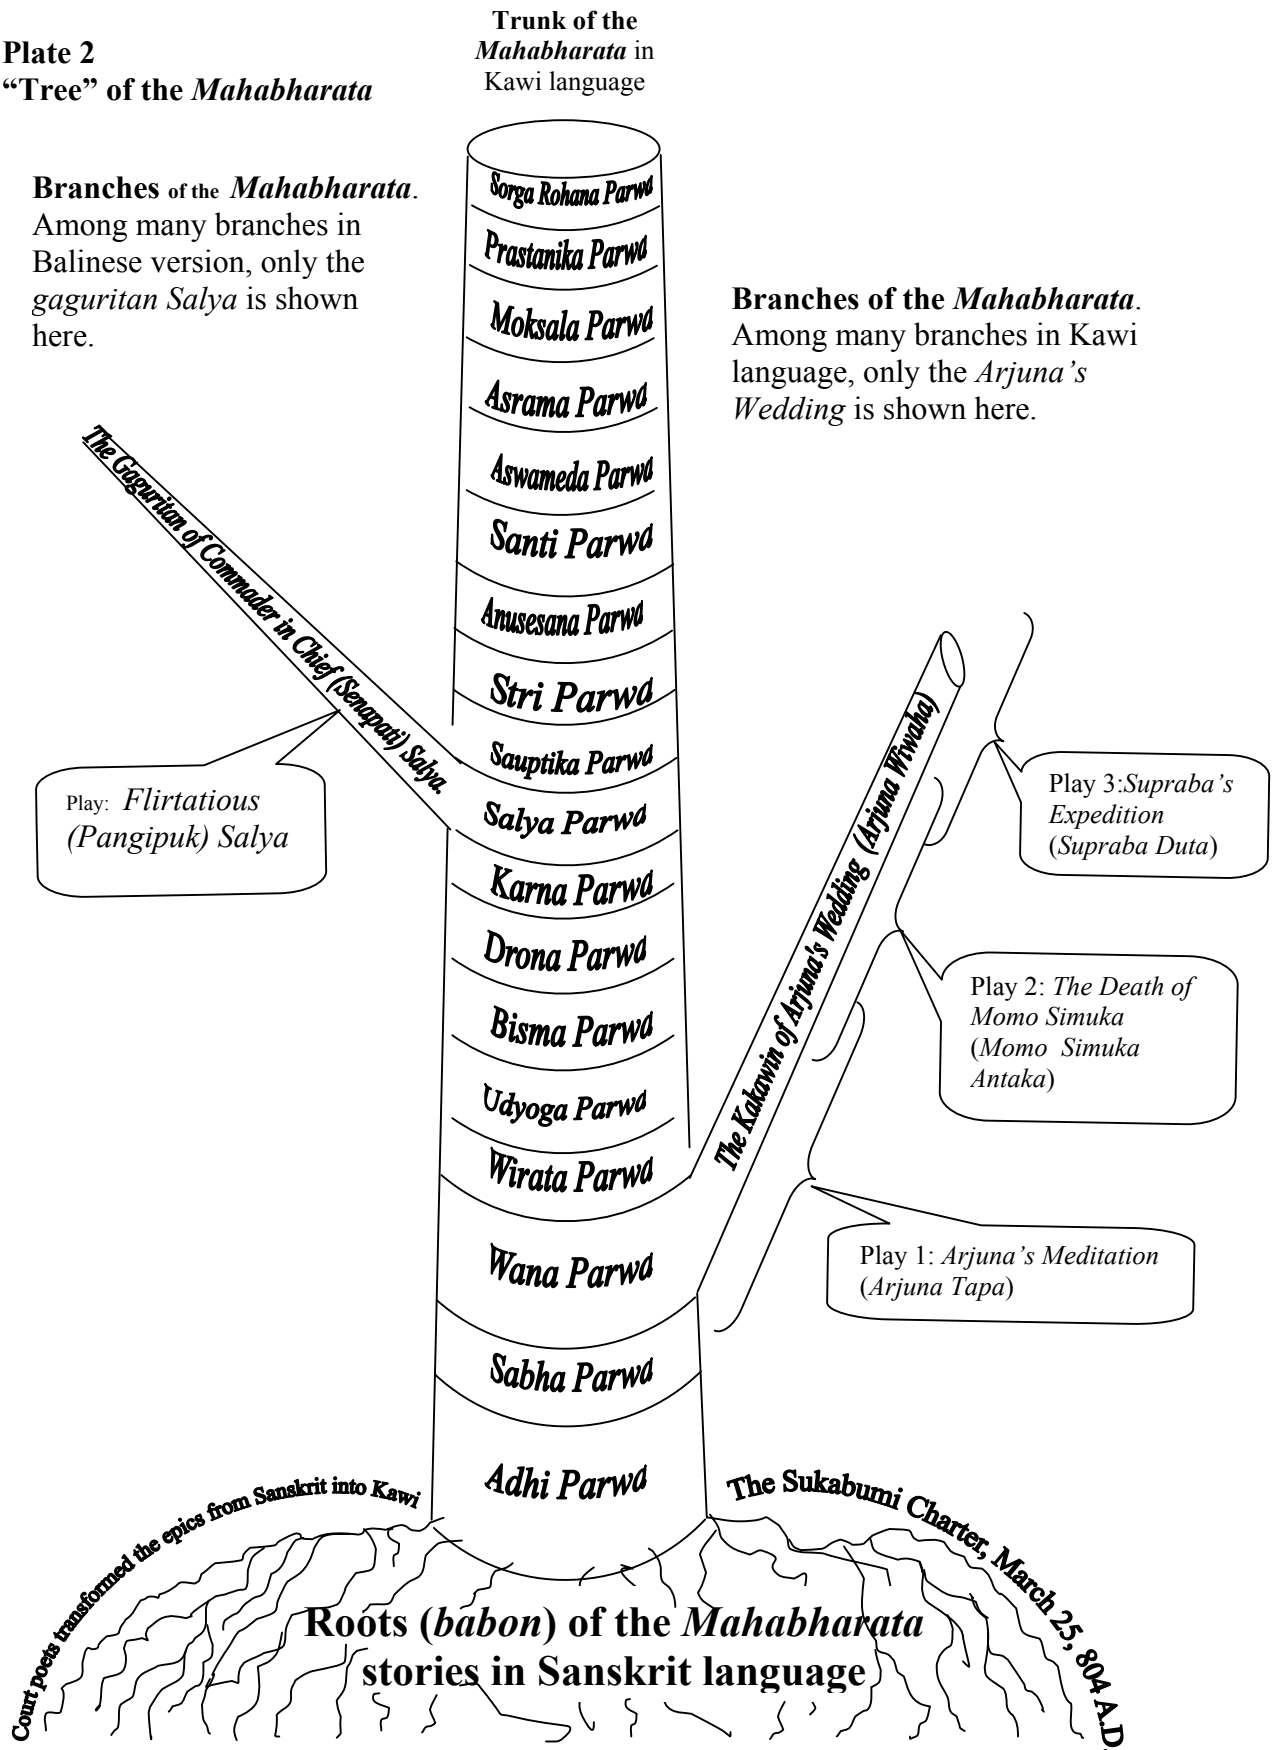 Plate 2
“Tree” of the Mahabharata
Trunk of the
Mahabharata in
Kawi language
Branches of the Mahabharata.
Among many branches in
Balinese version, only the
gaguritan Salya is shown
here.
Branches of the Mahabharata.
Among many branches in Kawi
language, only the Arjuna’s
Wedding is shown here.
Sorga Rohana Parwa
Prastanika Parwa
Moksala Parwa
Asrama Parwa
Aswameda Parwa
Santi Parwa
Anusesana Parwa
Stri Parwa
Sauptika Parwa
Salya Parwa
Karna Parwa
Drona Parwa
Bisma Parwa
Udyoga Parwa
Wirata Parwa
Wana Parwa
Sabha Parwa
Adhi Parwa
The Gaguritan of Commader in Chief (Senapati) Salya.
Play: Flirtatious
(Pangipuk) Salya
The Kakawin of Arjuna's Wedding (Arjuna Wiwaha)
Play 3:Supraba’s
Expedition
(Supraba Duta)
Play 2: The Death of
Momo Simuka
(Momo Simuka
Antaka)
Play 1: Arjuna’s Meditation
(Arjuna Tapa)
Court poets transformed the epics from Sanskrit into Kawi
The Sukabumi Charter, March 25, 804 A.D.
Roots (babon) of the Mahabharata
stories in Sanskrit language